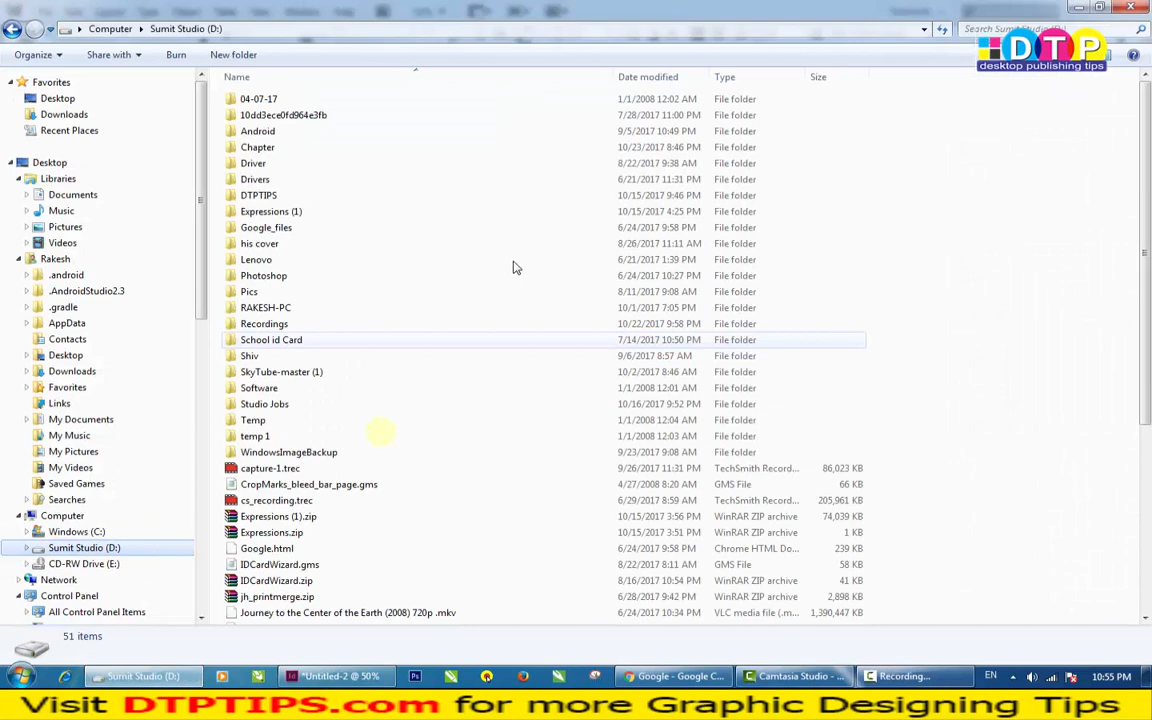 Computer ▸ Sumit Studio (D:) ▸
Search Sumit Studio (D:)
DTP
desktop publishing tips
Organize ▾ Share with ▾ Burn New folder
Name Date modified Type Size
Favorites
Desktop
Downloads
Recent Places
Desktop
Libraries
Documents
Music
Pictures
Videos
Rakesh
.android
.AndroidStudio2.3
.gradle
AppData
Contacts
Desktop
Downloads
Favorites
Links
My Documents
My Music
My Pictures
My Videos
Saved Games
Searches
Computer
Windows (C:)
Sumit Studio (D:)
CD-RW Drive (E:)
Network
Control Panel
All Control Panel Items
04-07-17 1/1/2008 12:02 AM File folder
10dd3ece0fd964e3fb 7/28/2017 11:00 PM File folder
Android 9/5/2017 10:49 PM File folder
Chapter 10/23/2017 8:46 PM File folder
Driver 8/22/2017 9:38 AM File folder
Drivers 6/21/2017 11:31 PM File folder
DTPTIPS 10/15/2017 9:46 PM File folder
Expressions (1) 10/15/2017 4:25 PM File folder
Google_files 6/24/2017 9:58 PM File folder
his cover 8/26/2017 11:11 AM File folder
Lenovo 6/21/2017 1:39 PM File folder
Photoshop 6/24/2017 10:27 PM File folder
Pics 8/11/2017 9:08 AM File folder
RAKESH-PC 10/1/2017 7:05 PM File folder
Recordings 10/22/2017 9:58 PM File folder
School id Card 7/14/2017 10:50 PM File folder
Shiv 9/6/2017 8:57 AM File folder
SkyTube-master (1) 10/2/2017 8:46 AM File folder
Software 1/1/2008 12:01 AM File folder
Studio Jobs 10/16/2017 9:52 PM File folder
Temp 1/1/2008 12:04 AM File folder
temp 1 1/1/2008 12:03 AM File folder
WindowsImageBackup 9/23/2017 9:08 AM File folder
capture-1.trec 9/26/2017 11:31 PM TechSmith Record... 86,023 KB
CropMarks_bleed_bar_page.gms 4/27/2008 8:20 AM GMS File 66 KB
cs_recording.trec 6/29/2017 8:59 AM TechSmith Record... 205,961 KB
Expressions (1).zip 10/15/2017 3:56 PM WinRAR ZIP archive 74,039 KB
Expressions.zip 10/15/2017 3:51 PM WinRAR ZIP archive 1 KB
Google.html 6/24/2017 9:58 PM Chrome HTML Do... 239 KB
IDCardWizard.gms 8/22/2017 8:11 AM GMS File 58 KB
IDCardWizard.zip 8/16/2017 10:54 PM WinRAR ZIP archive 41 KB
jh_printmerge.zip 6/28/2017 9:42 PM WinRAR ZIP archive 2,898 KB
Journey to the Center of the Earth (2008) 720p .mkv 6/24/2017 10:34 PM VLC media file (.m... 1,390,447 KB
51 items
Sumit Studio (D:) *Untitled-2 @ 50% Google - Google C... Camtasia Studio - ... Recording... EN 10:55 PM
Visit DTPTIPS.com for more Graphic Designing Tips